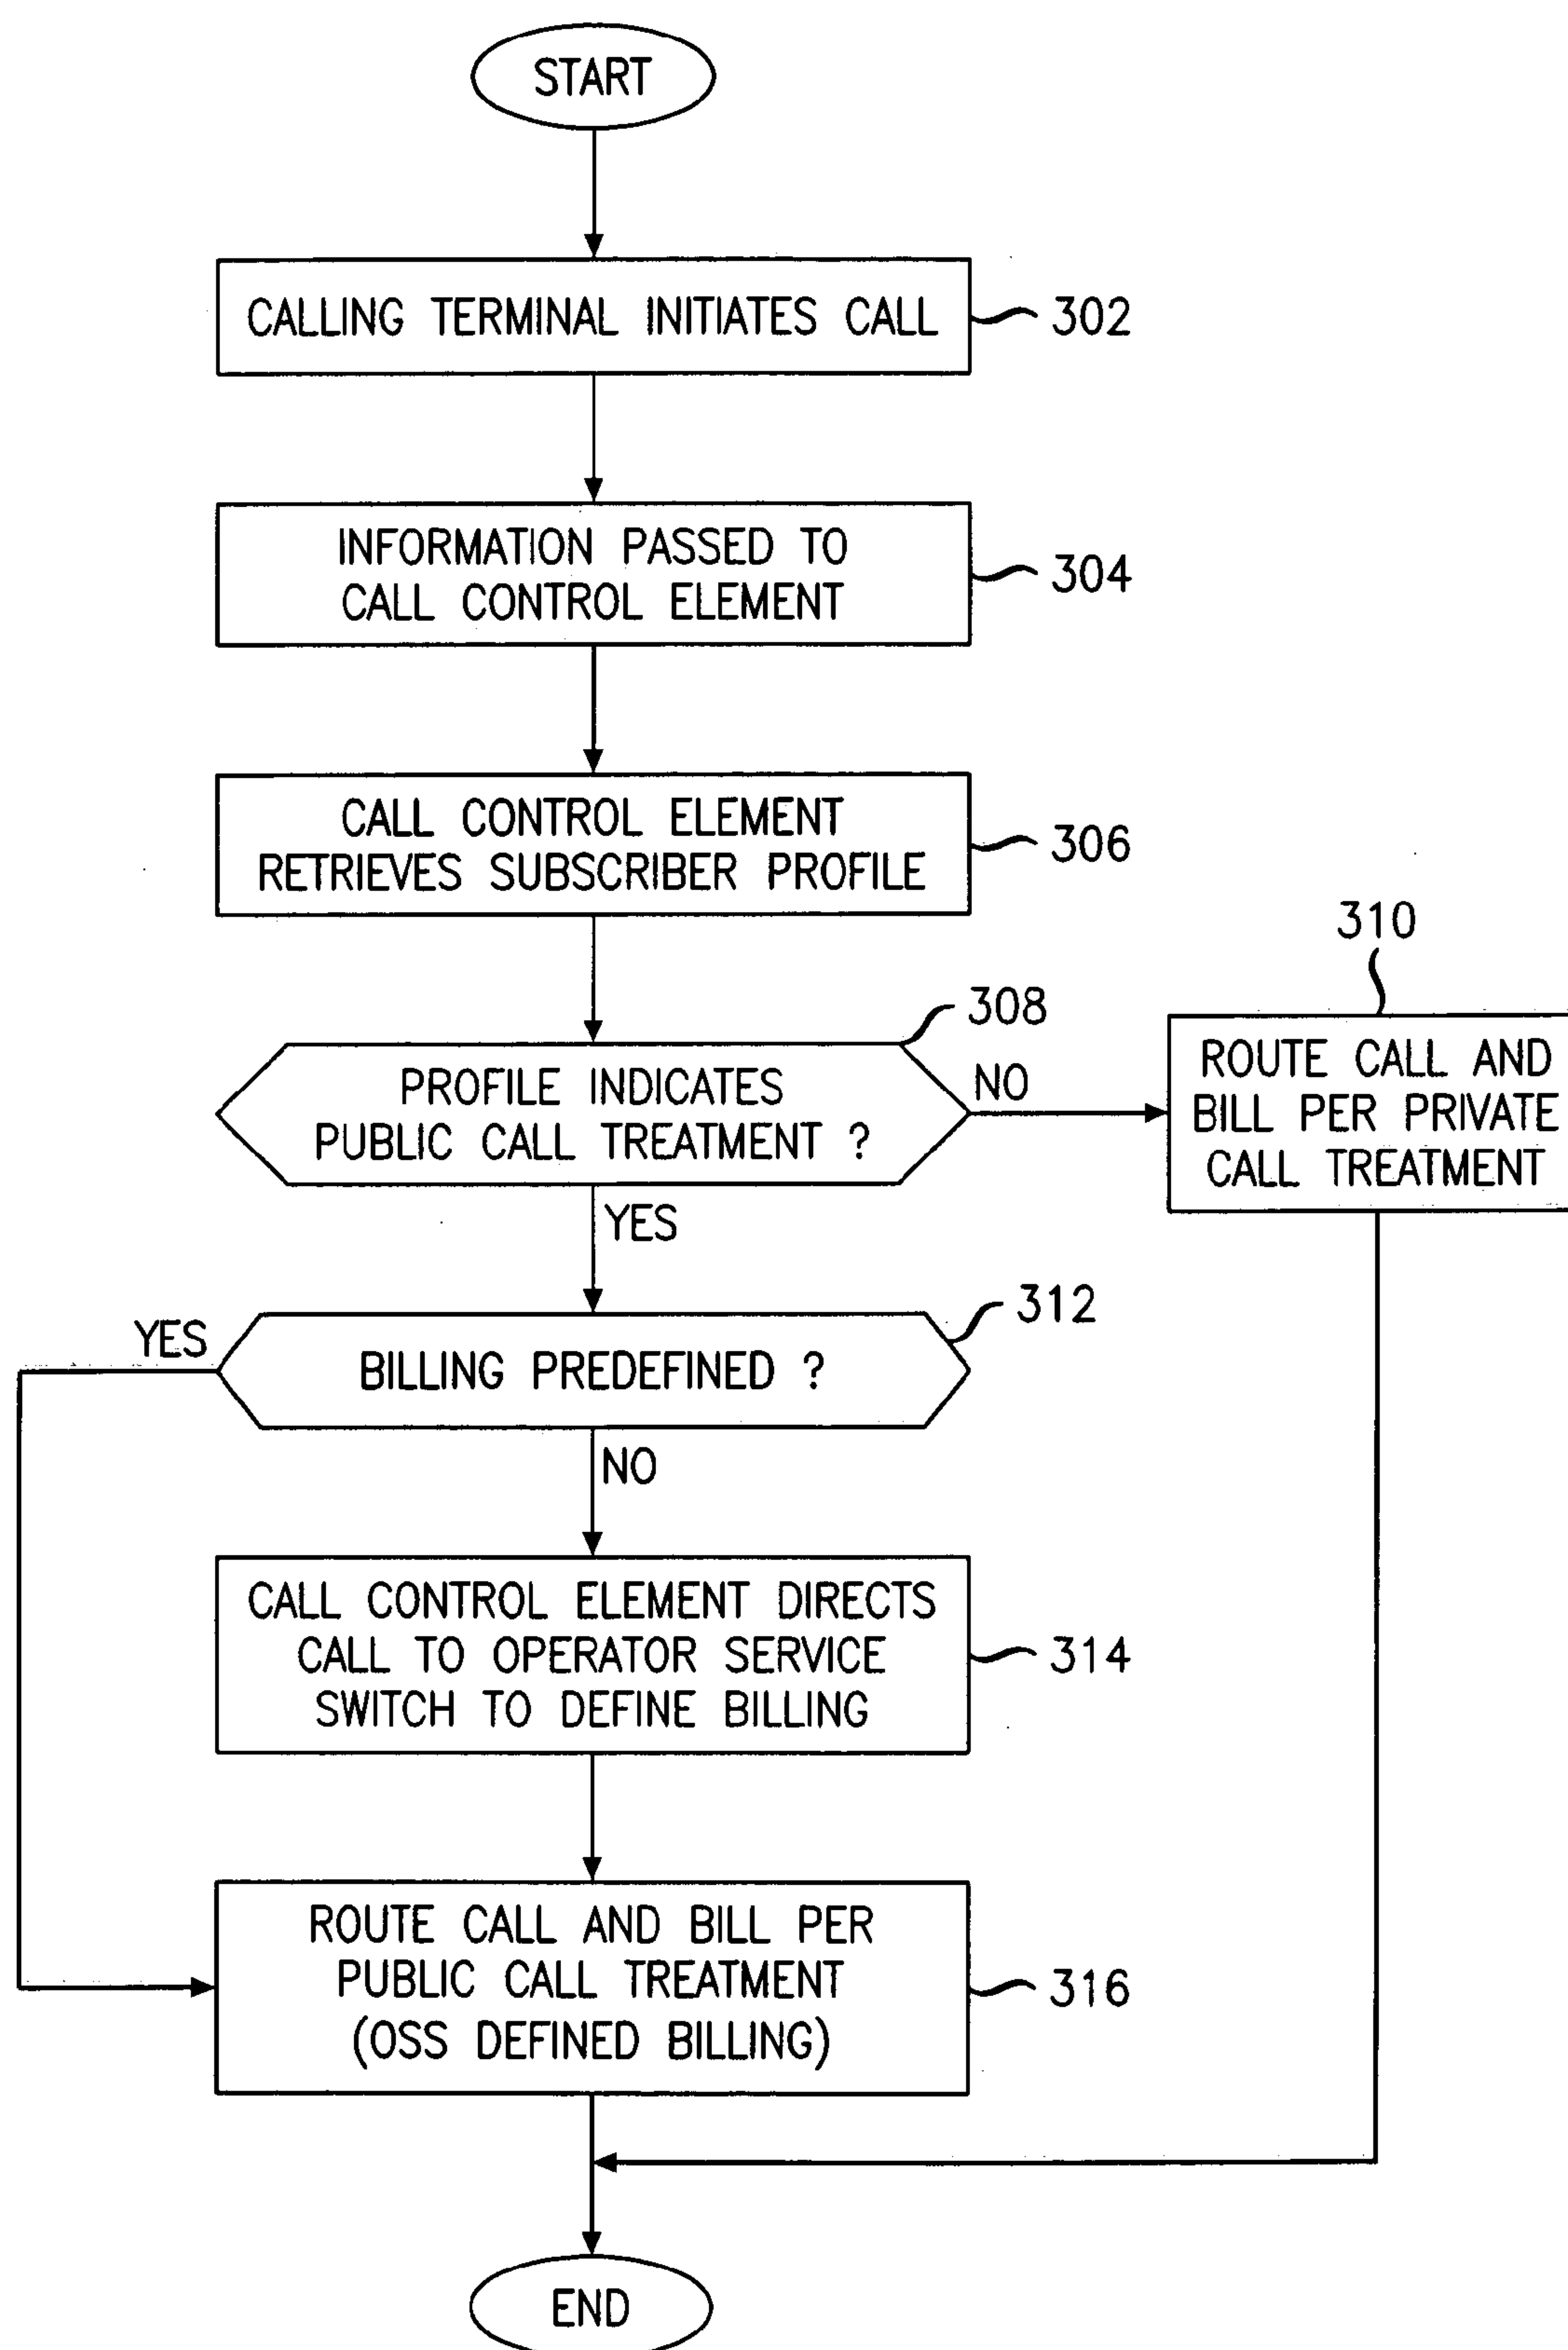 START
CALLING TERMINAL INITIATES CALL
302
INFORMATION PASSED TO
CALL CONTROL ELEMENT
304
CALL CONTROL ELEMENT
RETRIEVES SUBSCRIBER PROFILE
306
308
PROFILE INDICATES
PUBLIC CALL TREATMENT ?
NO
310
ROUTE CALL AND
BILL PER PRIVATE
CALL TREATMENT
YES
312
YES
BILLING PREDEFINED ?
NO
CALL CONTROL ELEMENT DIRECTS
CALL TO OPERATOR SERVICE
SWITCH TO DEFINE BILLING
314
ROUTE CALL AND BILL PER
PUBLIC CALL TREATMENT
(OSS DEFINED BILLING)
316
END